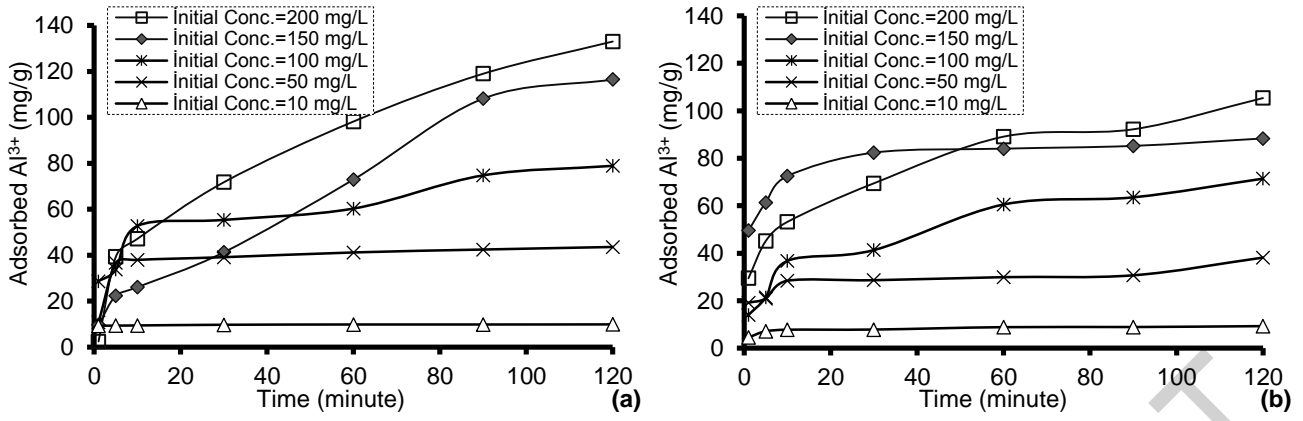 140
120
100
80
60
40
20
0
Adsorbed Al³⁺ (mg/g)
İnitial Conc.=200 mg/L
İnitial Conc.=150 mg/L
İnitial Conc.=100 mg/L
İnitial Conc.=50 mg/L
İnitial Conc.=10 mg/L
0 20 40 60 80 100 120
Time (minute) (a)
140
120
100
80
60
40
20
0
Adsorbed Al³⁺ (mg/g)
İnitial Conc.=200 mg/L
İnitial Conc.=150 mg/L
İnitial Conc.=100 mg/L
İnitial Conc.=50 mg/L
İnitial Conc.=10 mg/L
0 20 40 60 80 100 120
Time (minute) (b)